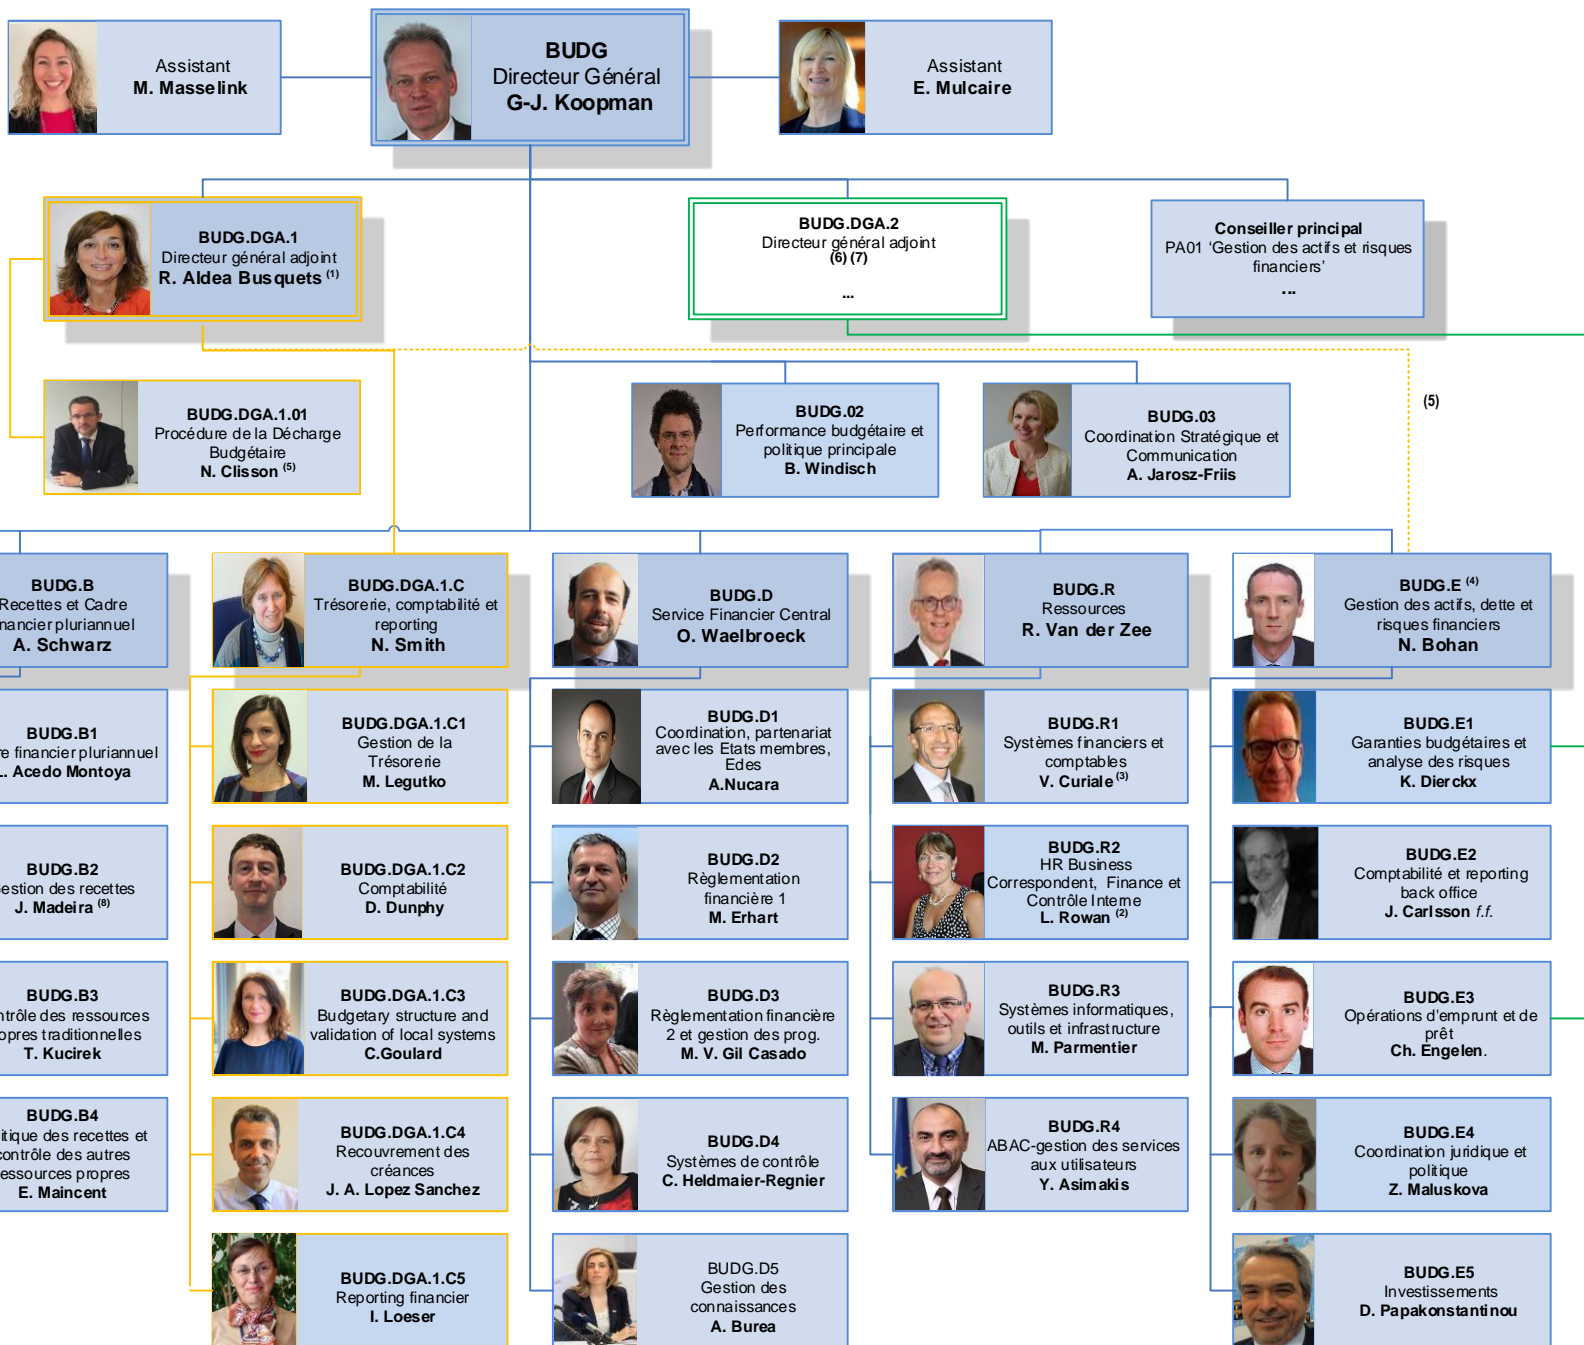 Assistant
M. Masselink
BUDG
Directeur Général
G-J. Koopman
Assistant
E. Mulcaire
BUDG.DGA.1
Directeur général adjoint
R. Aldea Busquets (1)
BUDG.DGA.2
Directeur général adjoint
(6) (7)
...
Conseiller principal
PA01 ‘Gestion des actifs et risques
financiers’
...
BUDG.DGA.1.01
Procédure de la Décharge
Budgétaire
N. Clisson (5)
BUDG.02
Performance budgétaire et
politique principale
B. Windisch
BUDG.03
Coordination Stratégique et
Communication
A. Jarosz-Friis
(5)
BUDG.B
Recettes et Cadre
nancier pluriannuel
A. Schwarz
BUDG.DGA.1.C
Trésorerie, comptabilité et
reporting
N. Smith
BUDG.D
Service Financier Central
O. Waelbroeck
BUDG.R
Ressources
R. Van der Zee
BUDG.E (4)
Gestion des actifs, dette et
risques financiers
N. Bohan
BUDG.B1
re financier pluriannuel
L. Acedo Montoya
BUDG.DGA.1.C1
Gestion de la
Trésorerie
M. Legutko
BUDG.D1
Coordination, partenariat
avec les Etats membres,
Edes
A.Nucara
BUDG.R1
Systèmes financiers et
comptables
V. Curiale (3)
BUDG.E1
Garanties budgétaires et
analyse des risques
K. Dierckx
BUDG.B2
estion des recettes
J. Madeira (8)
BUDG.DGA.1.C2
Comptabilité
D. Dunphy
BUDG.D2
Règlementation
financière 1
M. Erhart
BUDG.R2
HR Business
Correspondent, Finance et
Contrôle Interne
L. Rowan (2)
BUDG.E2
Comptabilité et reporting
back office
J. Carlsson f.f.
BUDG.B3
ntrôle des ressources
opres traditionnelles
T. Kucirek
BUDG.DGA.1.C3
Budgetary structure and
validation of local systems
C.Goulard
BUDG.D3
Règlementation financière
2 et gestion des prog.
M. V. Gil Casado
BUDG.R3
Systèmes informatiques,
outils et infrastructure
M. Parmentier
BUDG.E3
Opérations d'emprunt et de
prêt
Ch. Engelen.
BUDG.B4
itique des recettes et
contrôle des autres
essources propres
E. Maincent
BUDG.DGA.1.C4
Recouvrement des
créances
J. A. Lopez Sanchez
BUDG.D4
Systèmes de contrôle
C. Heldmaier-Regnier
BUDG.R4
ABAC-gestion des services
aux utilisateurs
Y. Asimakis
BUDG.E4
Coordination juridique et
politique
Z. Maluskova
BUDG.DGA.1.C5
Reporting financier
I. Loeser
BUDG.D5
Gestion des
connaissances
A. Burea
BUDG.E5
Investissements
D. Papakonstantinou